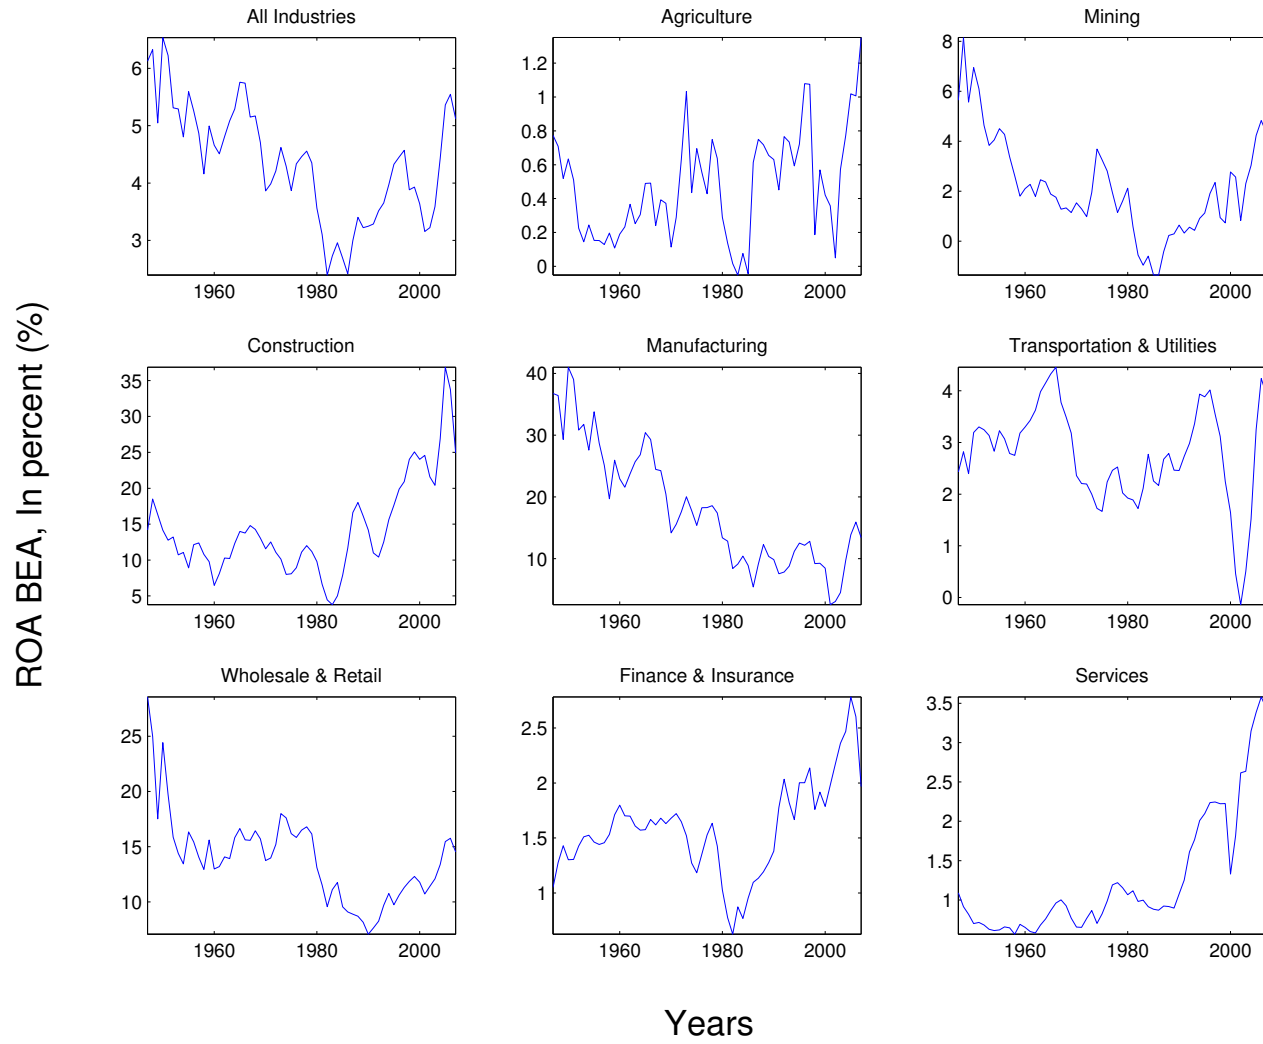 All Industries
6
5
4
3
1960 1980 2000
Agriculture
1.2
1
0.8
0.6
0.4
0.2
0
1960 1980 2000
Mining
8
6
4
2
0
1960 1980 2000
ROA BEA, In percent (%)
Construction
35
30
25
20
15
10
5
1960 1980 2000
Manufacturing
40
30
20
10
1960 1980 2000
Transportation & Utilities
4
3
2
1
0
1960 1980 2000
Wholesale & Retail
25
20
15
10
1960 1980 2000
Finance & Insurance
2.5
2
1.5
1
1960 1980 2000
Services
3.5
3
2.5
2
1.5
1
1960 1980 2000
Years